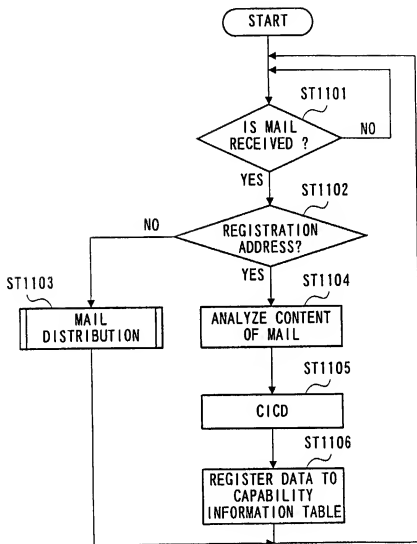 START
ST1101
IS MAIL
RECEIVED ?
NO
YES
ST1102
NO
REGISTRATION
ADDRESS?
YES
ST1103
ST1104
MAIL
DISTRIBUTION
ANALYZE CONTENT
OF MAIL
ST1105
CICD
ST1106
REGISTER DATA TO
CAPABILITY
INFORMATION TABLE